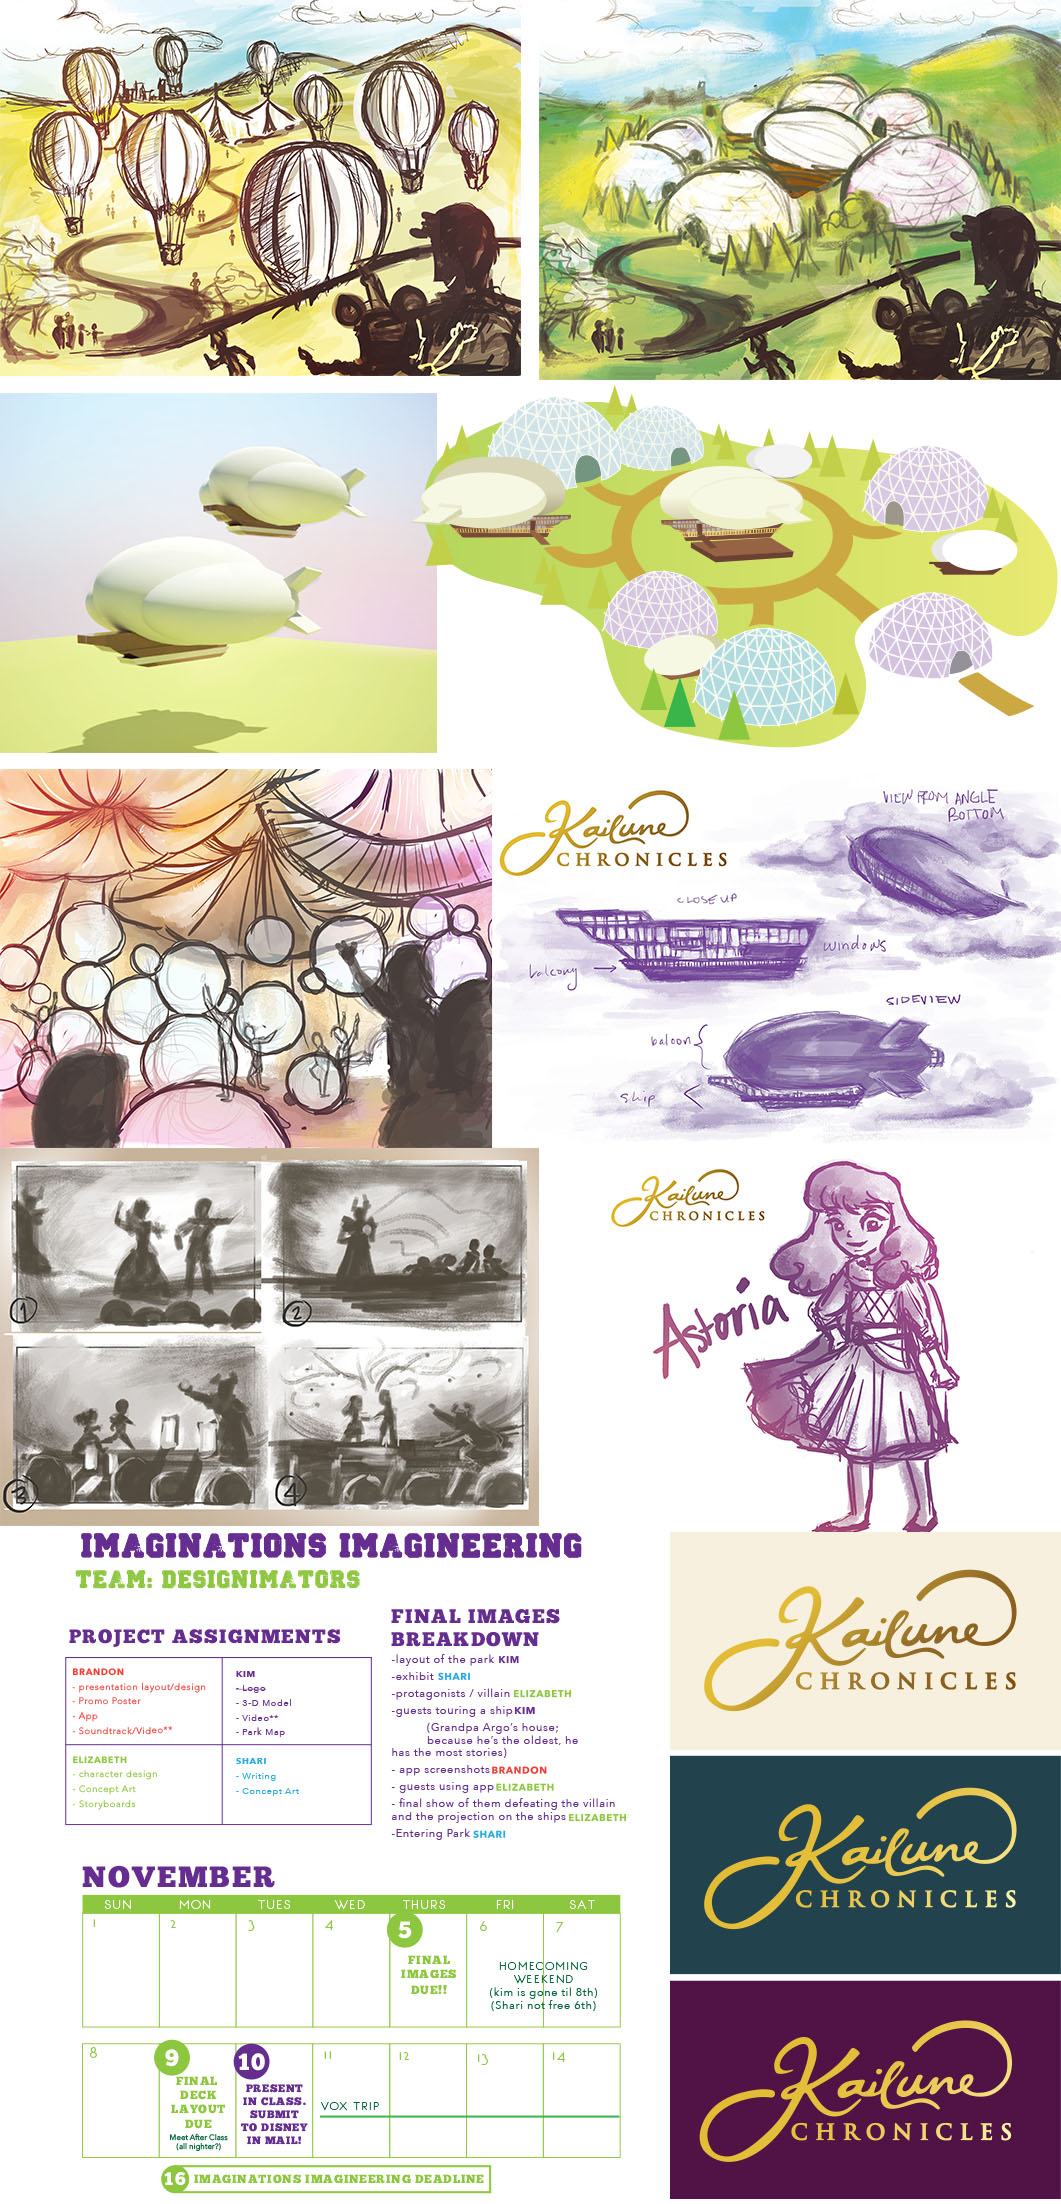 Kailune
CHRONICLES
VIEW FROM ANGLE
BOTTOM
CLOSE UP
windows
balcony
SIDEVIEW
baloon
ship
1
2
3
4
Kailune
CHRONICLES
Astoria
IMAGINATIONS IMAGINEERING
TEAM: DESIGNIMATORS
PROJECT ASSIGNMENTS
BRANDON
- presentation layout/design
- Promo Poster
- App
- Soundtrack/Video**
KIM
- Logo
- 3-D Model
- Video**
- Park Map
ELIZABETH
- character design
- Concept Art
- Storyboards
SHARI
- Writing
- Concept Art
FINAL IMAGES
BREAKDOWN
-layout of the park KIM
-exhibit SHARI
-protagonists / villain ELIZABETH
-guests touring a ship KIM
(Grandpa Argo's house;
because he's the oldest, he
has the most stories)
- app screenshots BRANDON
- guests using app ELIZABETH
- final show of them defeating the villain
and the projection on the ships ELIZABETH
-Entering Park SHARI
NOVEMBER
SUN MON TUES WED THURS FRI SAT
1 2 3 4 5 6 7
FINAL
IMAGES
DUE!!
HOMECOMING
WEEKEND
(kim is gone til 8th)
(Shari not free 6th)
8 9 10 11 12 13 14
FINAL
DECK
LAYOUT
DUE
Meet After Class
(all nighter?)
PRESENT
IN CLASS.
SUBMIT
TO DISNEY
IN MAIL!
VOX TRIP
16 IMAGINATIONS IMAGINEERING DEADLINE
Kailune
CHRONICLES
Kailune
CHRONICLES
Kailune
CHRONICLES